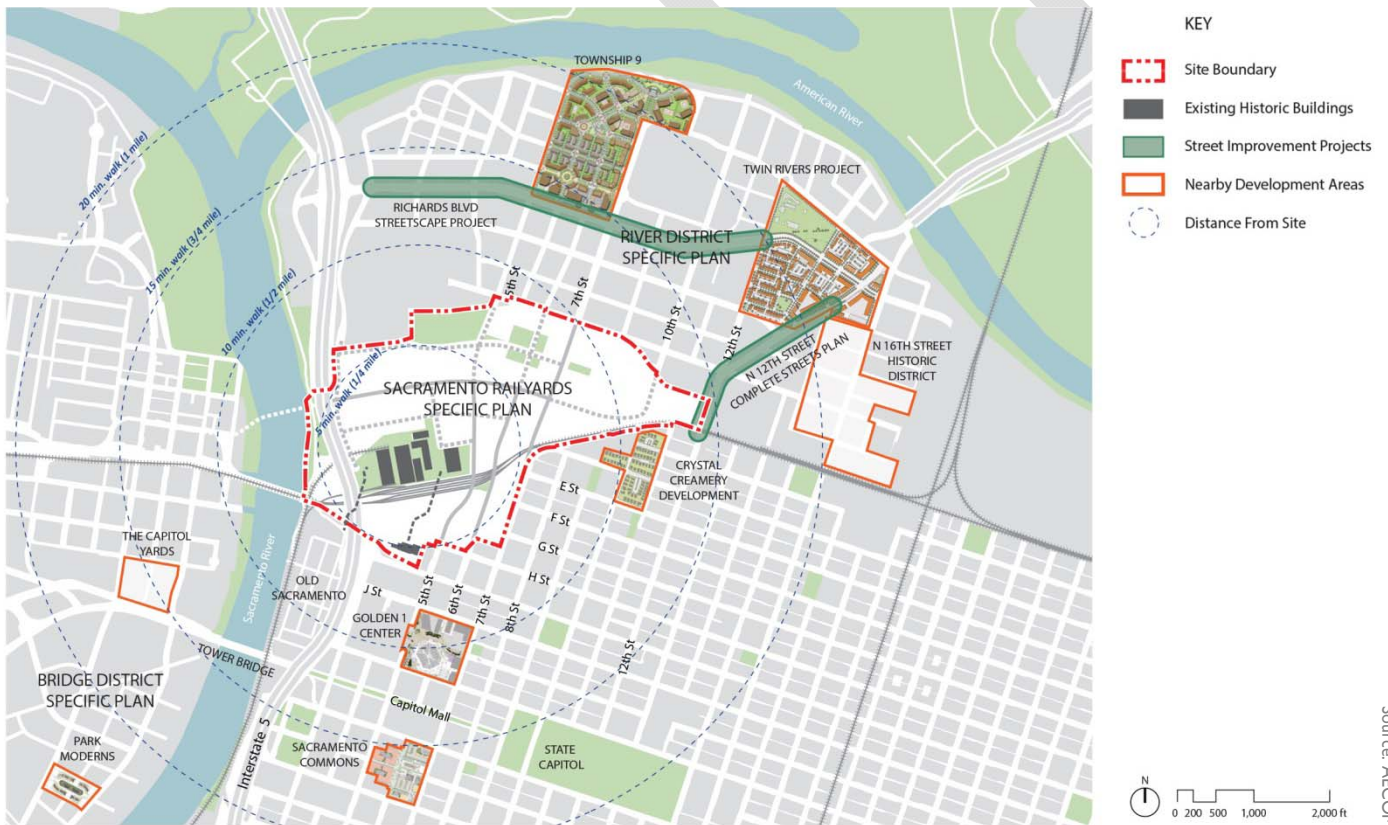 TOWNSHIP 9
American River
20 min. walk (1 mile)
15 min. walk (3/4 mile)
10 min. walk (1/2 mile)
5 min. walk (1/4 mile)
TWIN RIVERS PROJECT
RICHARDS BLVD
STREETSCAPE PROJECT
RIVER DISTRICT
SPECIFIC PLAN
5th St
7th St
10th St
12th St
N 12TH STREET
COMPLETE STREETS PLAN
N 16TH STREET
HISTORIC
DISTRICT
SACRAMENTO RAILYARDS
SPECIFIC PLAN
CRYSTAL
CREAMERY
DEVELOPMENT
E St
F St
G St
H St
THE CAPITOL
YARDS
Sacramento River
OLD
SACRAMENTO
J St
5th St
6th St
7th St
8th St
12th St
GOLDEN 1
CENTER
TOWER BRIDGE
BRIDGE DISTRICT
SPECIFIC PLAN
Capitol Mall
PARK
MODERNS
Interstate 5
SACRAMENTO
COMMONS
STATE
CAPITOL
KEY
Site Boundary
Existing Historic Buildings
Street Improvement Projects
Nearby Development Areas
Distance From Site
N
0 200 500 1,000 2,000 ft